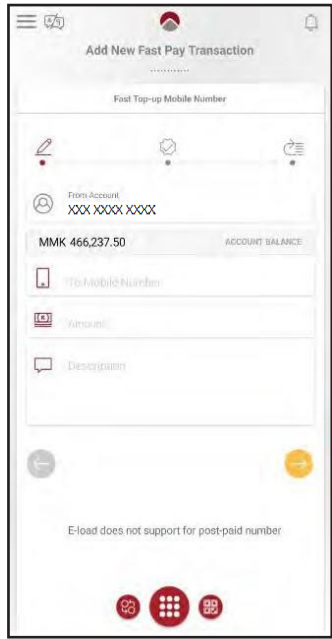 Add New Fast Pay Transaction
Fast Top-up Mobile Number
From Account
XXX XXXX XXXX
MMK 466,237.50 ACCOUNT BALANCE
To Mobile Number
Amount
Description
E-load does not support for post-paid number